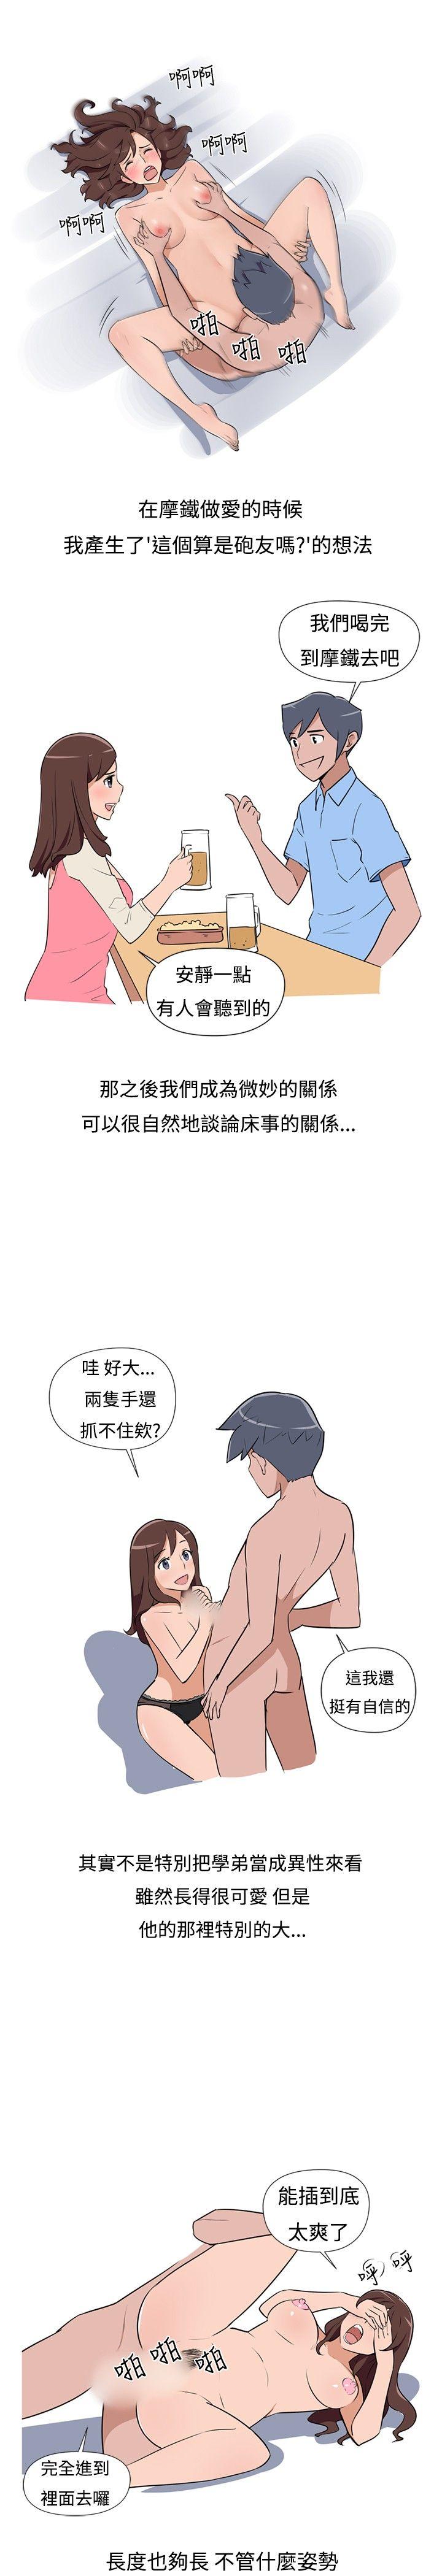 啊啊
啊啊
啊啊
啪
啪
啪
在摩鐵做愛的時候
我產生了'這個算是砲友嗎?'的想法
我們喝完
到摩鐵去吧
安靜一點
有人會聽到的
那之後我們成為微妙的關係
可以很自然地談論床事的關係...
哇 好大...
兩隻手還
抓不住欸?
這我還
挺有自信的
其實不是特別把學弟當成異性來看
雖然長得很可愛 但是
他的那裡特別的大...
能插到底
太爽了
呼 呼
啪
啪
啪
完全進到
裡面去囉
長度也夠長 不管什麼姿勢